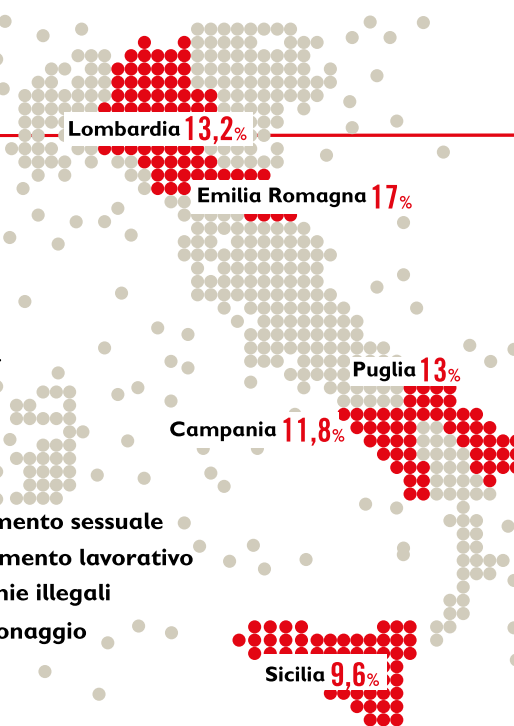 Lombardia 13,2%
Emilia Romagna 17%
Puglia 13%
Campania 11,8%
mento sessuale
mento lavorativo
nie illegali
onaggio
Sicilia 9,6%